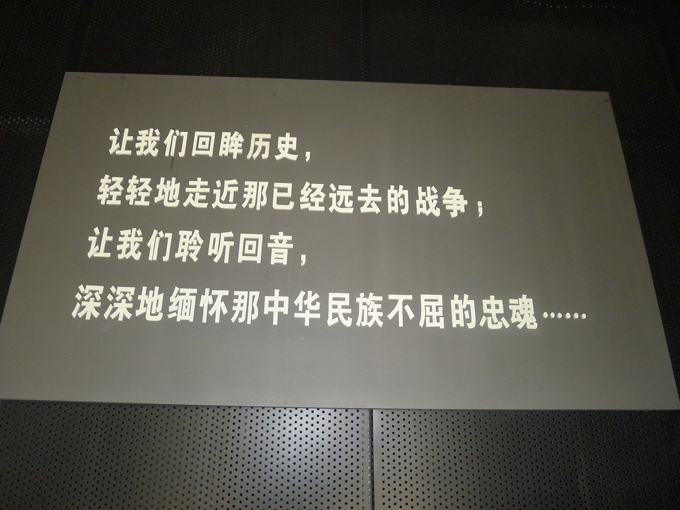 让我们回眸历史，
轻轻地走近那已经远去的战争；
让我们聆听回音，
深深地缅怀那中华民族不屈的忠魂……